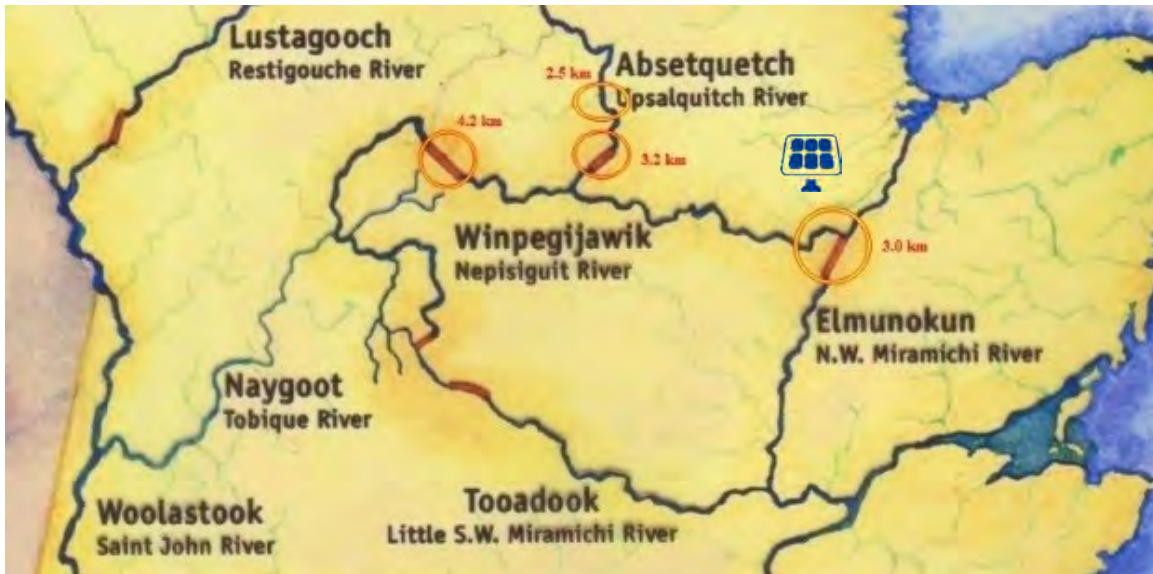 Lustagooch
Restigouche River
2.5 km
Absetquetch
Upsalquitch River
4.2 km
3.2 km
Winpegijawik
Nepisiguit River
3.0 km
Elmunokun
N.W. Miramichi River
Naygoot
Tobique River
Woolastook
Saint John River
Tooadook
Little S.W. Miramichi River